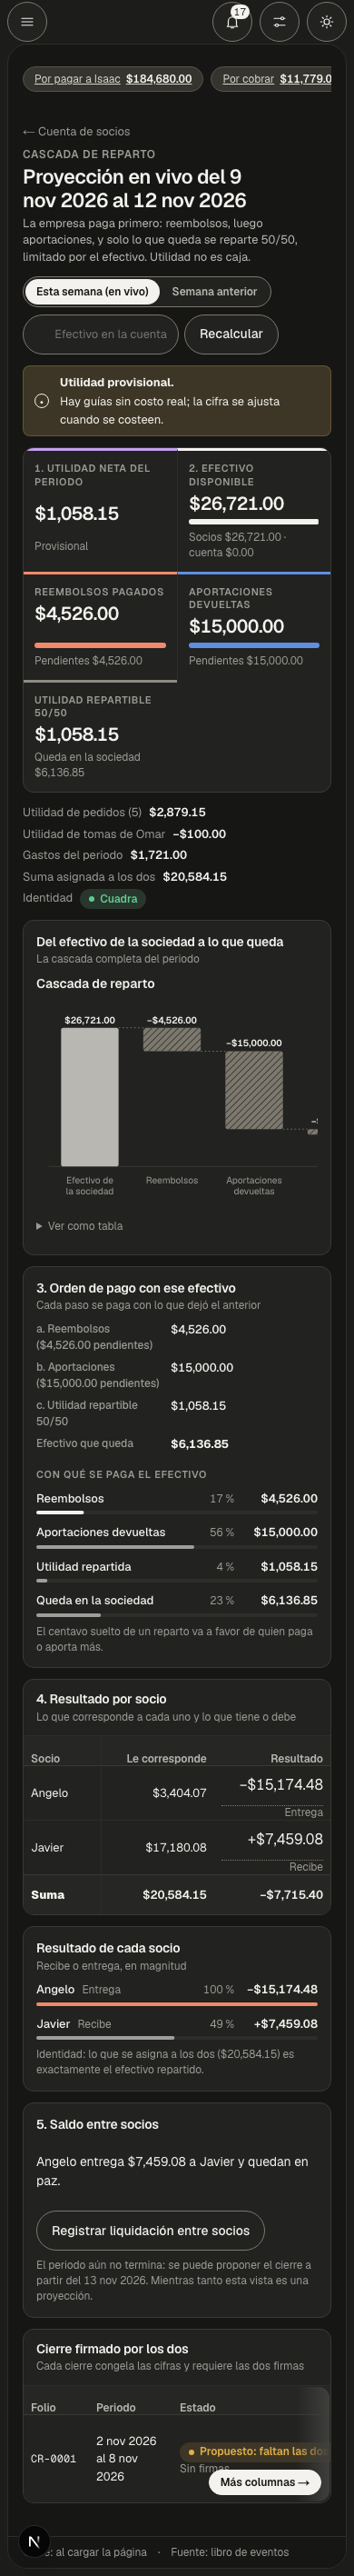 17
Por pagar a Isaac $184,680.00
Por cobrar $11,779.0
← Cuenta de socios
CASCADA DE REPARTO
Proyección en vivo del 9
nov 2026 al 12 nov 2026
La empresa paga primero: reembolsos, luego
aportaciones, y solo lo que queda se reparte 50/50,
limitado por el efectivo. Utilidad no es caja.
Esta semana (en vivo) Semana anterior
Efectivo en la cuenta Recalcular
Utilidad provisional.
Hay guías sin costo real; la cifra se ajusta
cuando se costeen.
1. UTILIDAD NETA DEL
PERIODO
$1,058.15
Provisional
2. EFECTIVO
DISPONIBLE
$26,721.00
Socios $26,721.00 ·
cuenta $0.00
REEMBOLSOS PAGADOS
$4,526.00
Pendientes $4,526.00
APORTACIONES
DEVUELTAS
$15,000.00
Pendientes $15,000.00
UTILIDAD REPARTIBLE
50/50
$1,058.15
Queda en la sociedad
$6,136.85
Utilidad de pedidos (5) $2,879.15
Utilidad de tomas de Omar −$100.00
Gastos del periodo $1,721.00
Suma asignada a los dos $20,584.15
Identidad Cuadra
Del efectivo de la sociedad a lo que queda
La cascada completa del periodo
Cascada de reparto
$26,721.00 −$4,526.00
−$15,000.00
Efectivo de
la sociedad
Reembolsos
Aportaciones
devueltas
▶ Ver como tabla
3. Orden de pago con ese efectivo
Cada paso se paga con lo que dejó el anterior
a. Reembolsos
($4,526.00 pendientes)
$4,526.00
b. Aportaciones
($15,000.00 pendientes)
$15,000.00
c. Utilidad repartible
50/50
$1,058.15
Efectivo que queda $6,136.85
CON QUÉ SE PAGA EL EFECTIVO
Reembolsos 17 % $4,526.00
Aportaciones devueltas 56 % $15,000.00
Utilidad repartida 4 % $1,058.15
Queda en la sociedad 23 % $6,136.85
El centavo suelto de un reparto va a favor de quien paga
o aporta más.
4. Resultado por socio
Lo que corresponde a cada uno y lo que tiene o debe
Socio Le corresponde Resultado
Angelo $3,404.07 −$15,174.48
Entrega
Javier $17,180.08 +$7,459.08
Recibe
Suma $20,584.15 −$7,715.40
Resultado de cada socio
Recibe o entrega, en magnitud
Angelo Entrega 100 % −$15,174.48
Javier Recibe 49 % +$7,459.08
Identidad: lo que se asigna a los dos ($20,584.15) es
exactamente el efectivo repartido.
5. Saldo entre socios
Angelo entrega $7,459.08 a Javier y quedan en
paz.
Registrar liquidación entre socios
El periodo aún no termina: se puede proponer el cierre a
partir del 13 nov 2026. Mientras tanto esta vista es una
proyección.
Cierre firmado por los dos
Cada cierre congela las cifras y requiere las dos firmas
Folio Periodo Estado
CR-0001
2 nov 2026
al 8 nov
2026
Propuesto: faltan las dos
Sin firmas
Más columnas →
N
al cargar la página · Fuente: libro de eventos